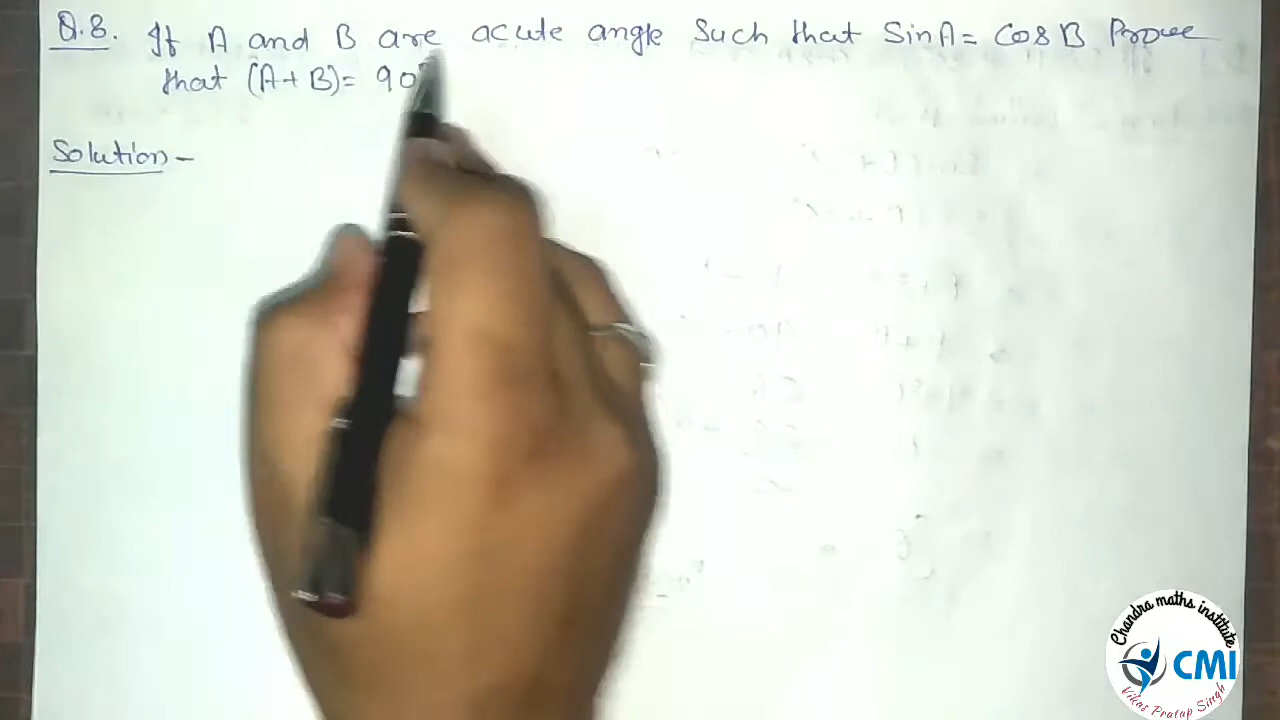 Q.8. If A and B are acute angle Such that SinA = CosB Prove
that (A+B)= 90
Solution -
Chandra maths institute
CMI
Vikas Pratap Singh